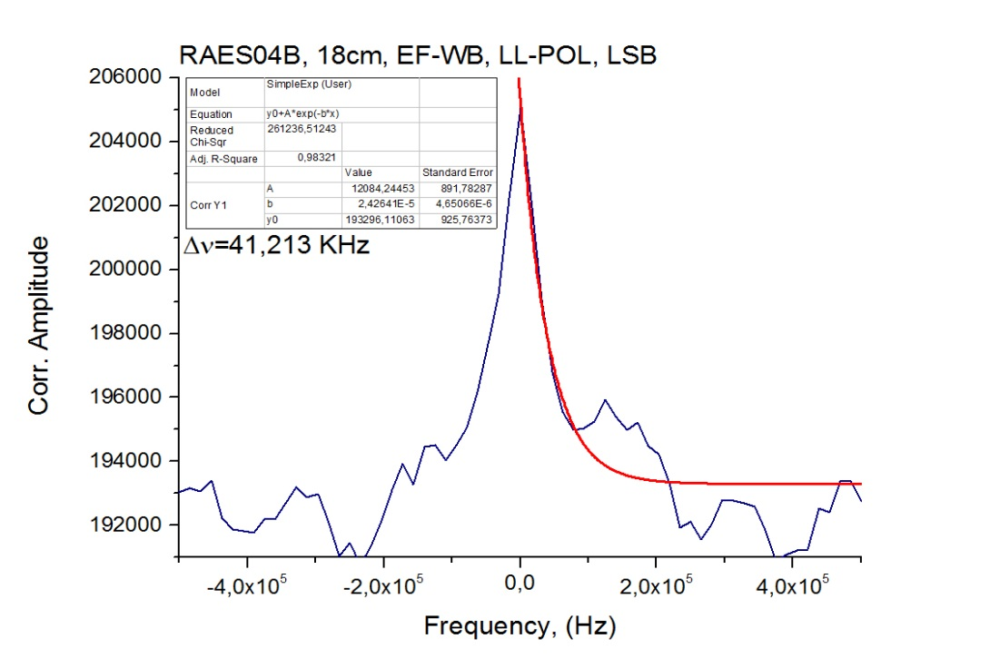 RAES04B, 18cm, EF-WB, LL-POL, LSB
Model SimpleExp (User)
Equation y0+A*exp(-b*x)
Reduced Chi-Sqr 261236,51243
Adj. R-Square 0,98321
Value Standard Error
Corr Y1 A 12084,24453 891,78287
b 2,42641E-5 4,65066E-6
y0 193296,11063 925,76373
Δν=41,213 KHz
206000
204000
202000
200000
198000
196000
194000
192000
Corr. Amplitude
-4,0x10⁵ -2,0x10⁵ 0,0 2,0x10⁵ 4,0x10⁵
Frequency, (Hz)